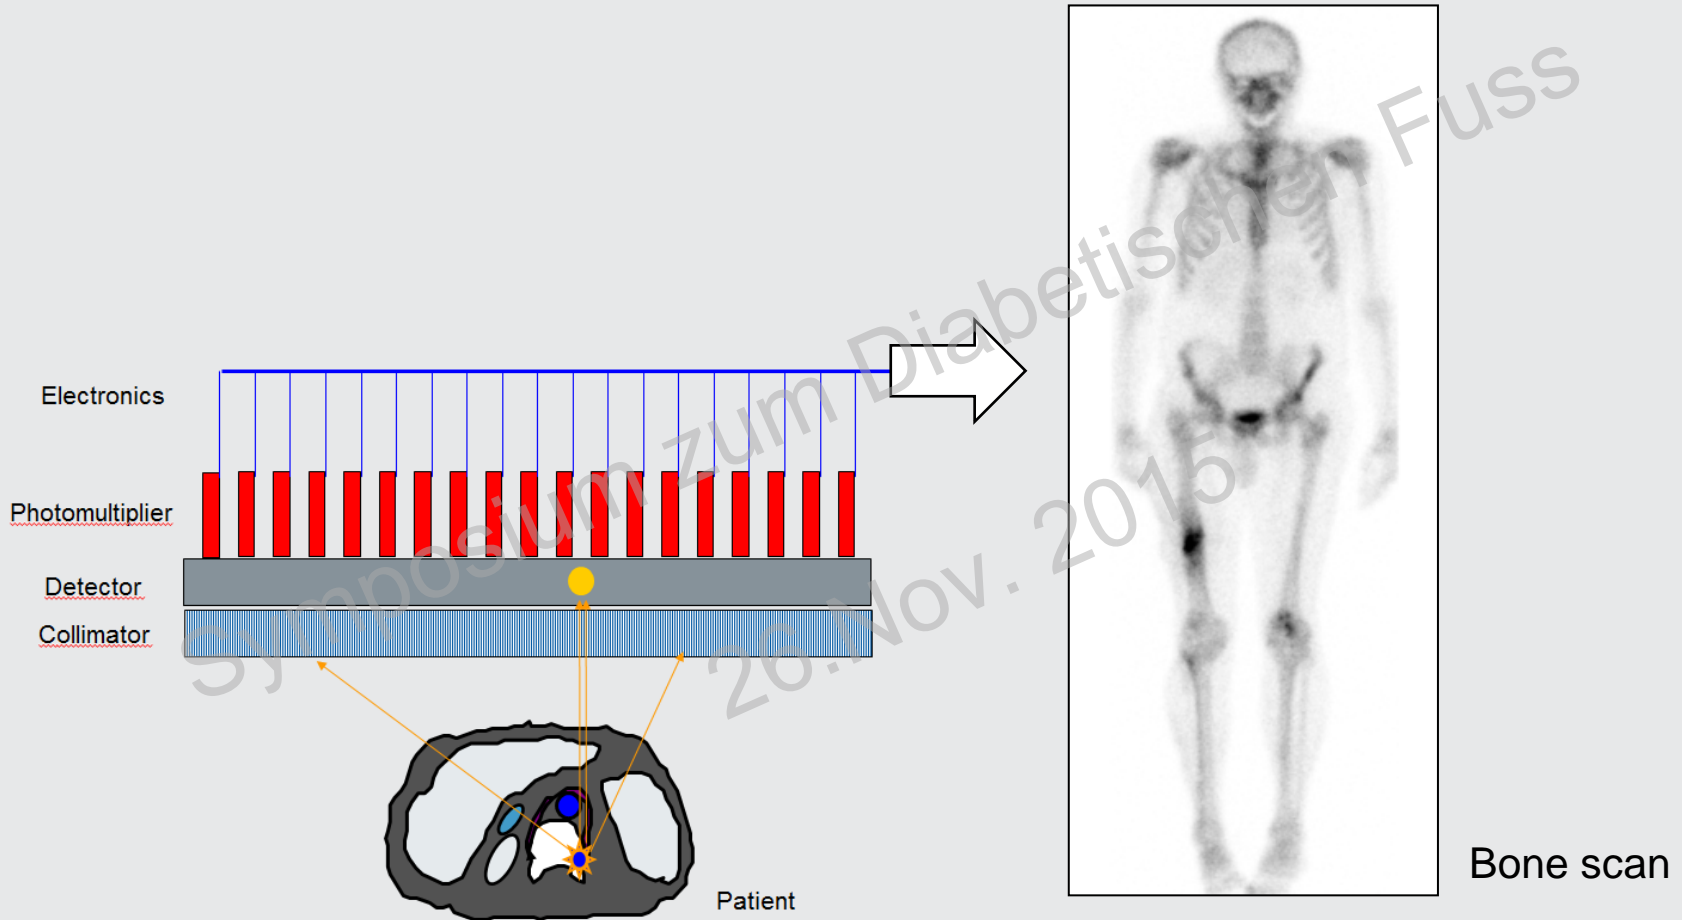 Electronics
Photomultiplier
Detector
Collimator
Patient
Bone scan
Symposium zum Diabetischen Fuss
26.Nov. 2015